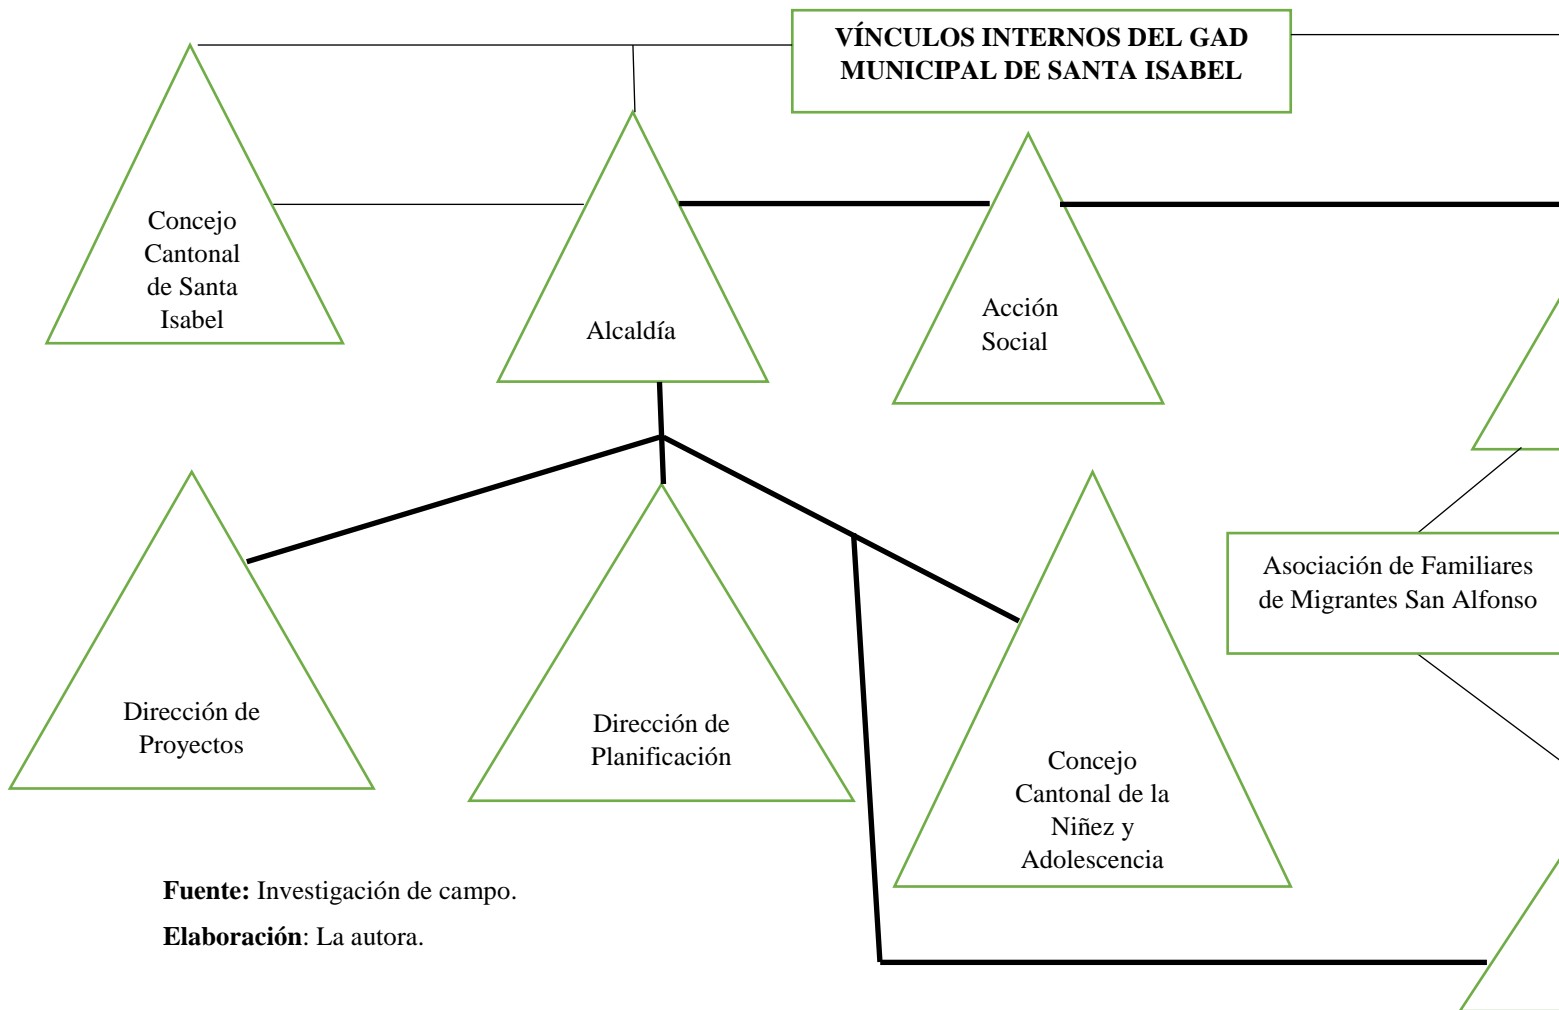 VÍNCULOS INTERNOS DEL GAD
MUNICIPAL DE SANTA ISABEL
Concejo
Cantonal
de Santa
Isabel
Alcaldía
Acción
Social
Asociación de Familiares
de Migrantes San Alfonso
Dirección de
Proyectos
Dirección de
Planificación
Concejo
Cantonal de la
Niñez y
Adolescencia
Fuente: Investigación de campo.
Elaboración: La autora.